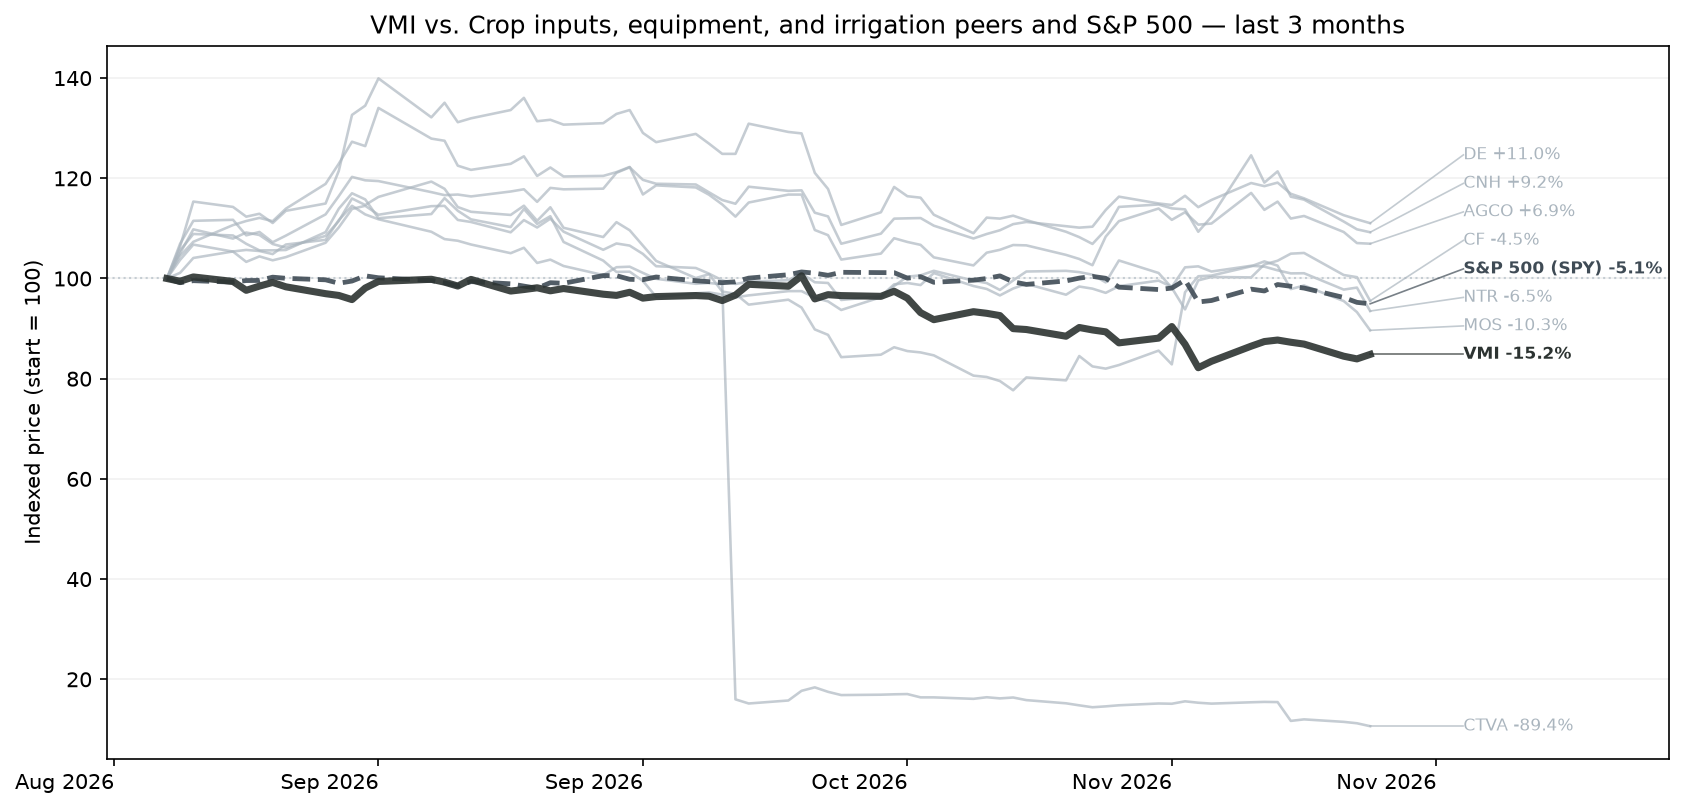 VMI vs. Crop inputs, equipment, and irrigation peers and S&P 500 — last 3 months
Indexed price (start = 100)
140
120
100
80
60
40
20
DE +11.0%
CNH +9.2%
AGCO +6.9%
CF -4.5%
S&P 500 (SPY) -5.1%
NTR -6.5%
MOS -10.3%
VMI -15.2%
CTVA -89.4%
Aug 2026
Sep 2026
Sep 2026
Oct 2026
Nov 2026
Nov 2026